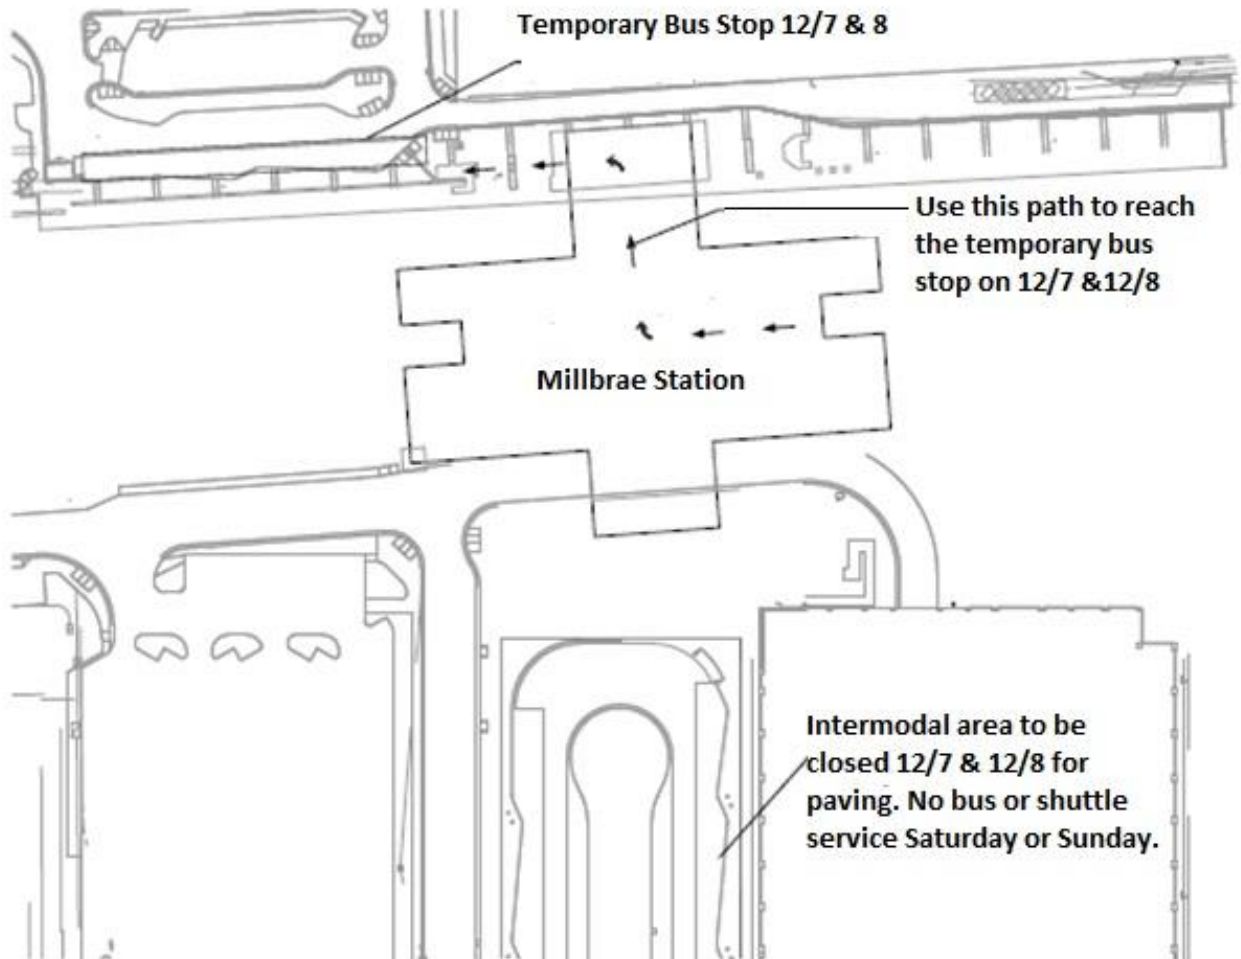 Temporary Bus Stop 12/7 & 8
Use this path to reach
the temporary bus
stop on 12/7 &12/8
Millbrae Station
Intermodal area to be
closed 12/7 & 12/8 for
paving. No bus or shuttle
service Saturday or Sunday.